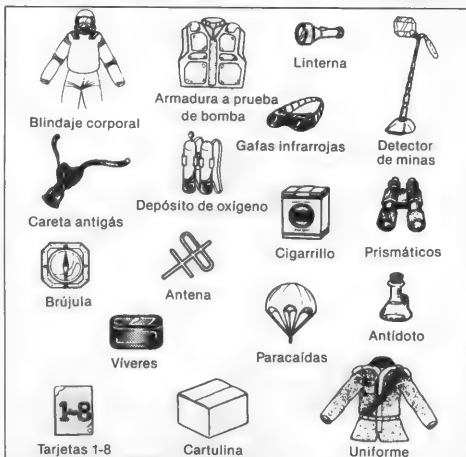 Linterna
Blindaje corporal
Armadura a prueba
de bomba
Gafas infrarrojas
Detector
de minas
Careta antigás
Depósito de oxígeno
Cigarrillo
Prismáticos
Brújula
Antena
Víveres
Paracaídas
Antídoto
1-8
Tarjetas 1-8
Cartulina
Uniforme